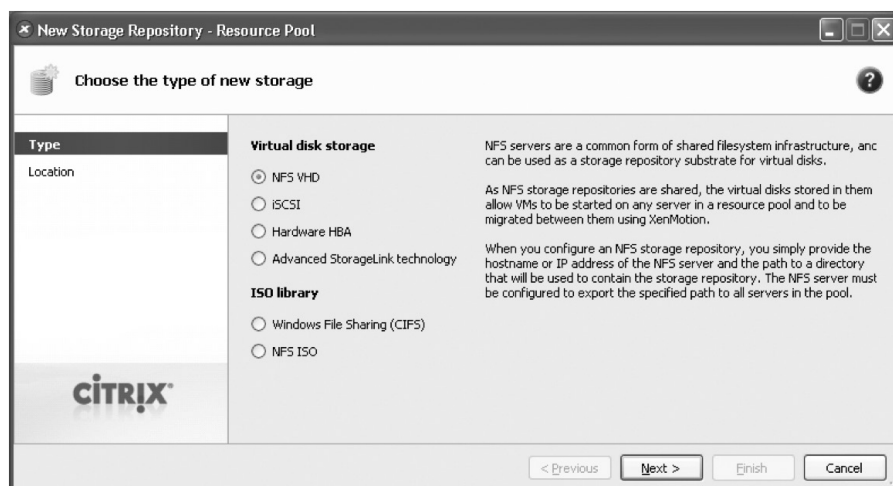 New Storage Repository - Resource Pool
Choose the type of new storage
?
Type
Location
CITRIX
Virtual disk storage
NFS VHD
iSCSI
Hardware HBA
Advanced StorageLink technology
ISO library
Windows File Sharing (CIFS)
NFS ISO
NFS servers are a common form of shared filesystem infrastructure, anc
can be used as a storage repository substrate for virtual disks.
As NFS storage repositories are shared, the virtual disks stored in them
allow VMs to be started on any server in a resource pool and to be
migrated between them using XenMotion.
When you configure an NFS storage repository, you simply provide the
hostname or IP address of the NFS server and the path to a directory
that will be used to contain the storage repository. The NFS server must
be configured to export the specified path to all servers in the pool.
< Previous
Next >
Finish
Cancel